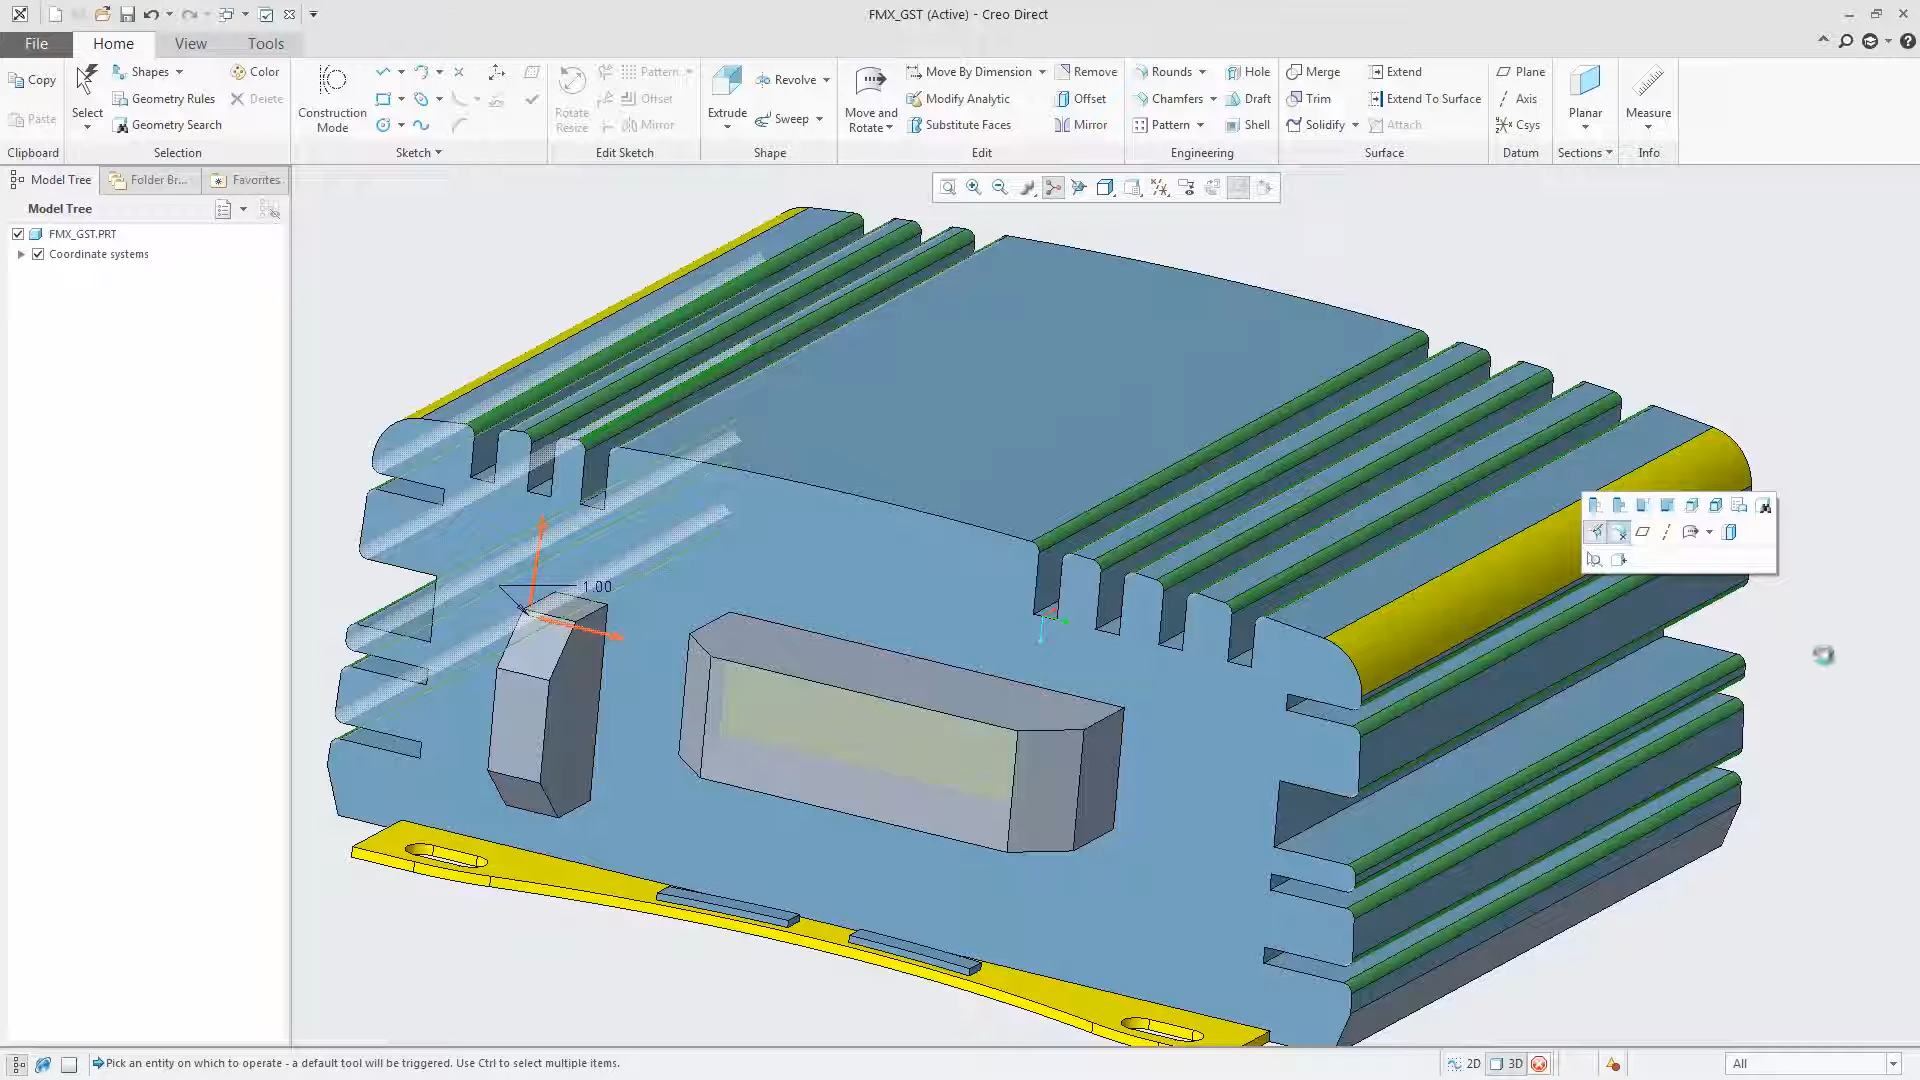 FMX_GST (Active) - Creo Direct
File Home View Tools
Copy
Paste
Clipboard
Select
Shapes
Geometry Rules
Geometry Search
Color
Delete
Selection
Construction Mode
Sketch
Rotate Resize
Pattern
Offset
Mirror
Edit Sketch
Extrude
Revolve
Sweep
Shape
Move and Rotate
Move By Dimension
Modify Analytic
Substitute Faces
Remove
Offset
Mirror
Edit
Rounds
Chamfers
Pattern
Hole
Draft
Shell
Engineering
Merge
Trim
Solidify
Extend
Extend To Surface
Attach
Surface
Plane
Axis
Csys
Datum
Planar
Sections
Measure
Info
Model Tree
Folder Br...
Favorites
Model Tree
FMX_GST.PRT
Coordinate systems
1.00
Pick an entity on which to operate - a default tool will be triggered. Use Ctrl to select multiple items.
2D
3D
All